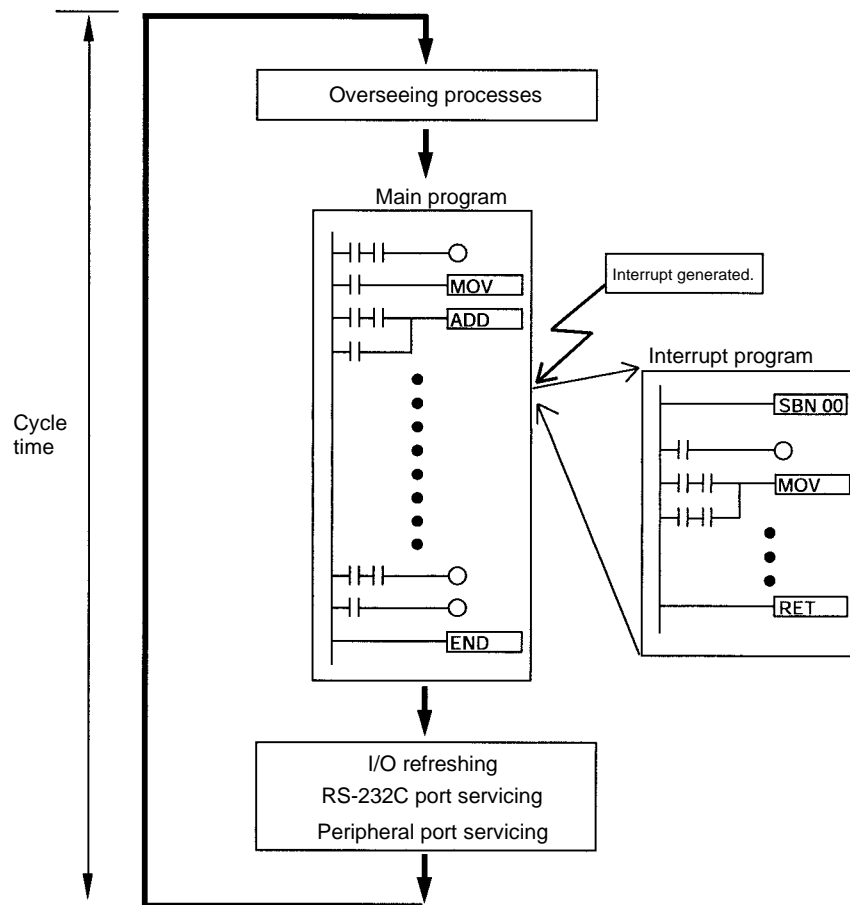 Overseeing processes
Main program
MOV
ADD
END
Interrupt generated.
Interrupt program
SBN 00
MOV
RET
Cycle
time
I/O refreshing
RS-232C port servicing
Peripheral port servicing